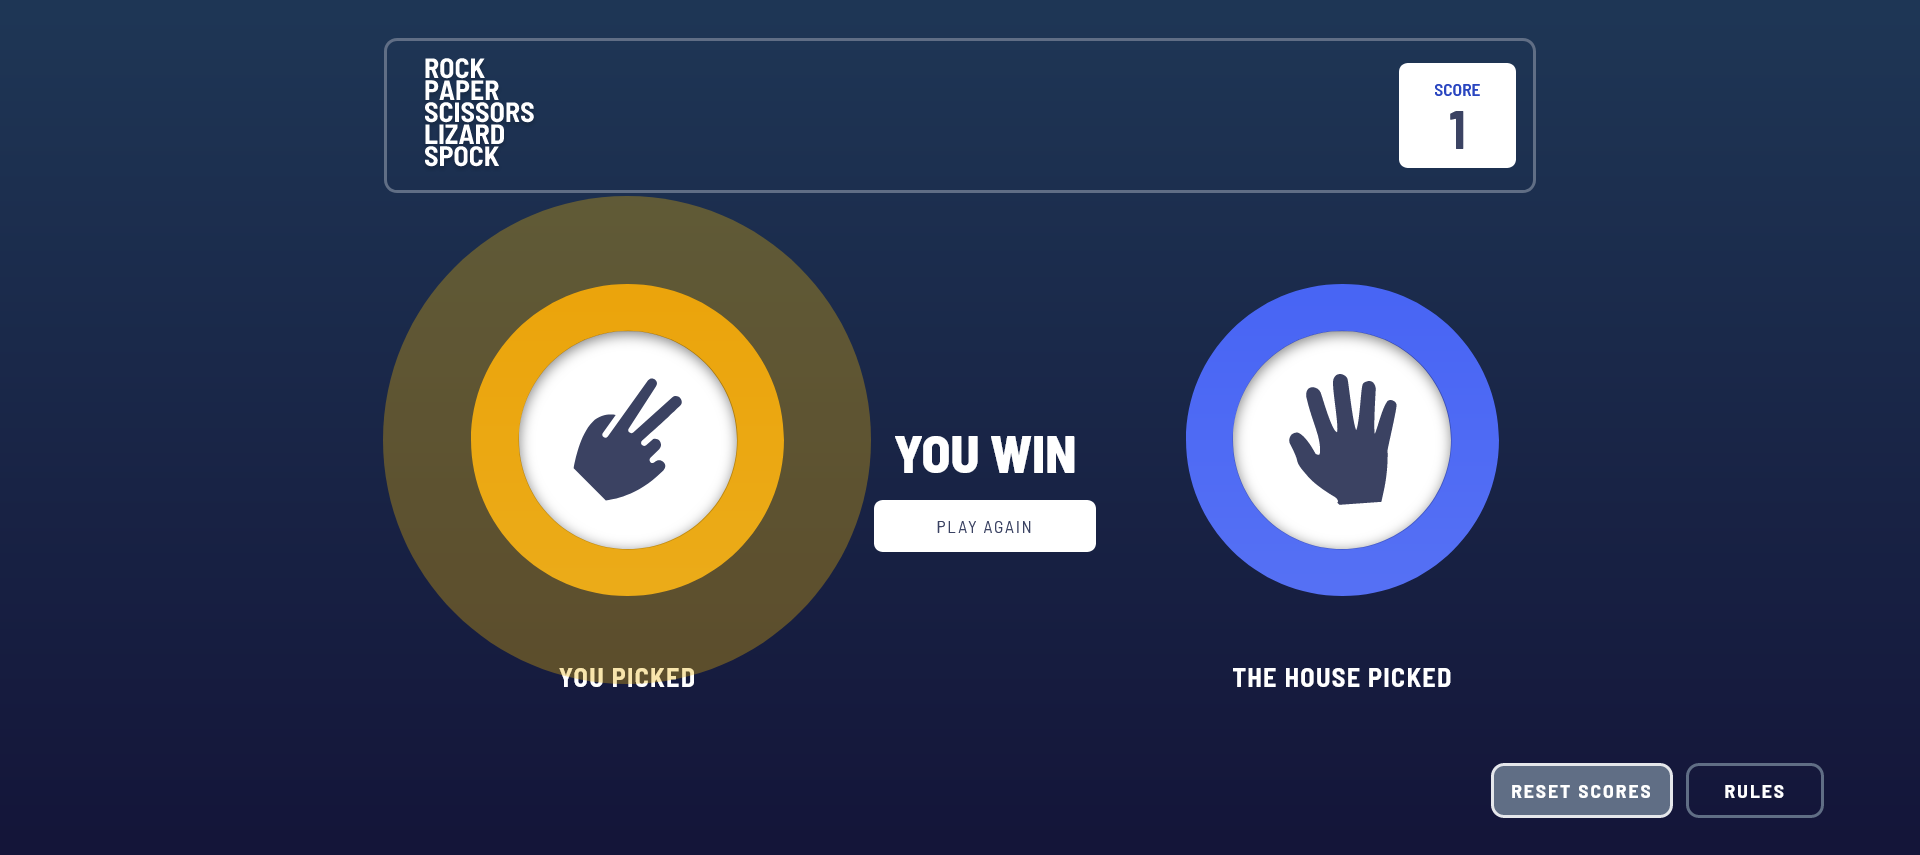 ROCK
PAPER
SCISSORS
LIZARD
SPOCK
SCORE
1
YOU WIN
PLAY AGAIN
YOU PICKED
THE HOUSE PICKED
RESET SCORES
RULES